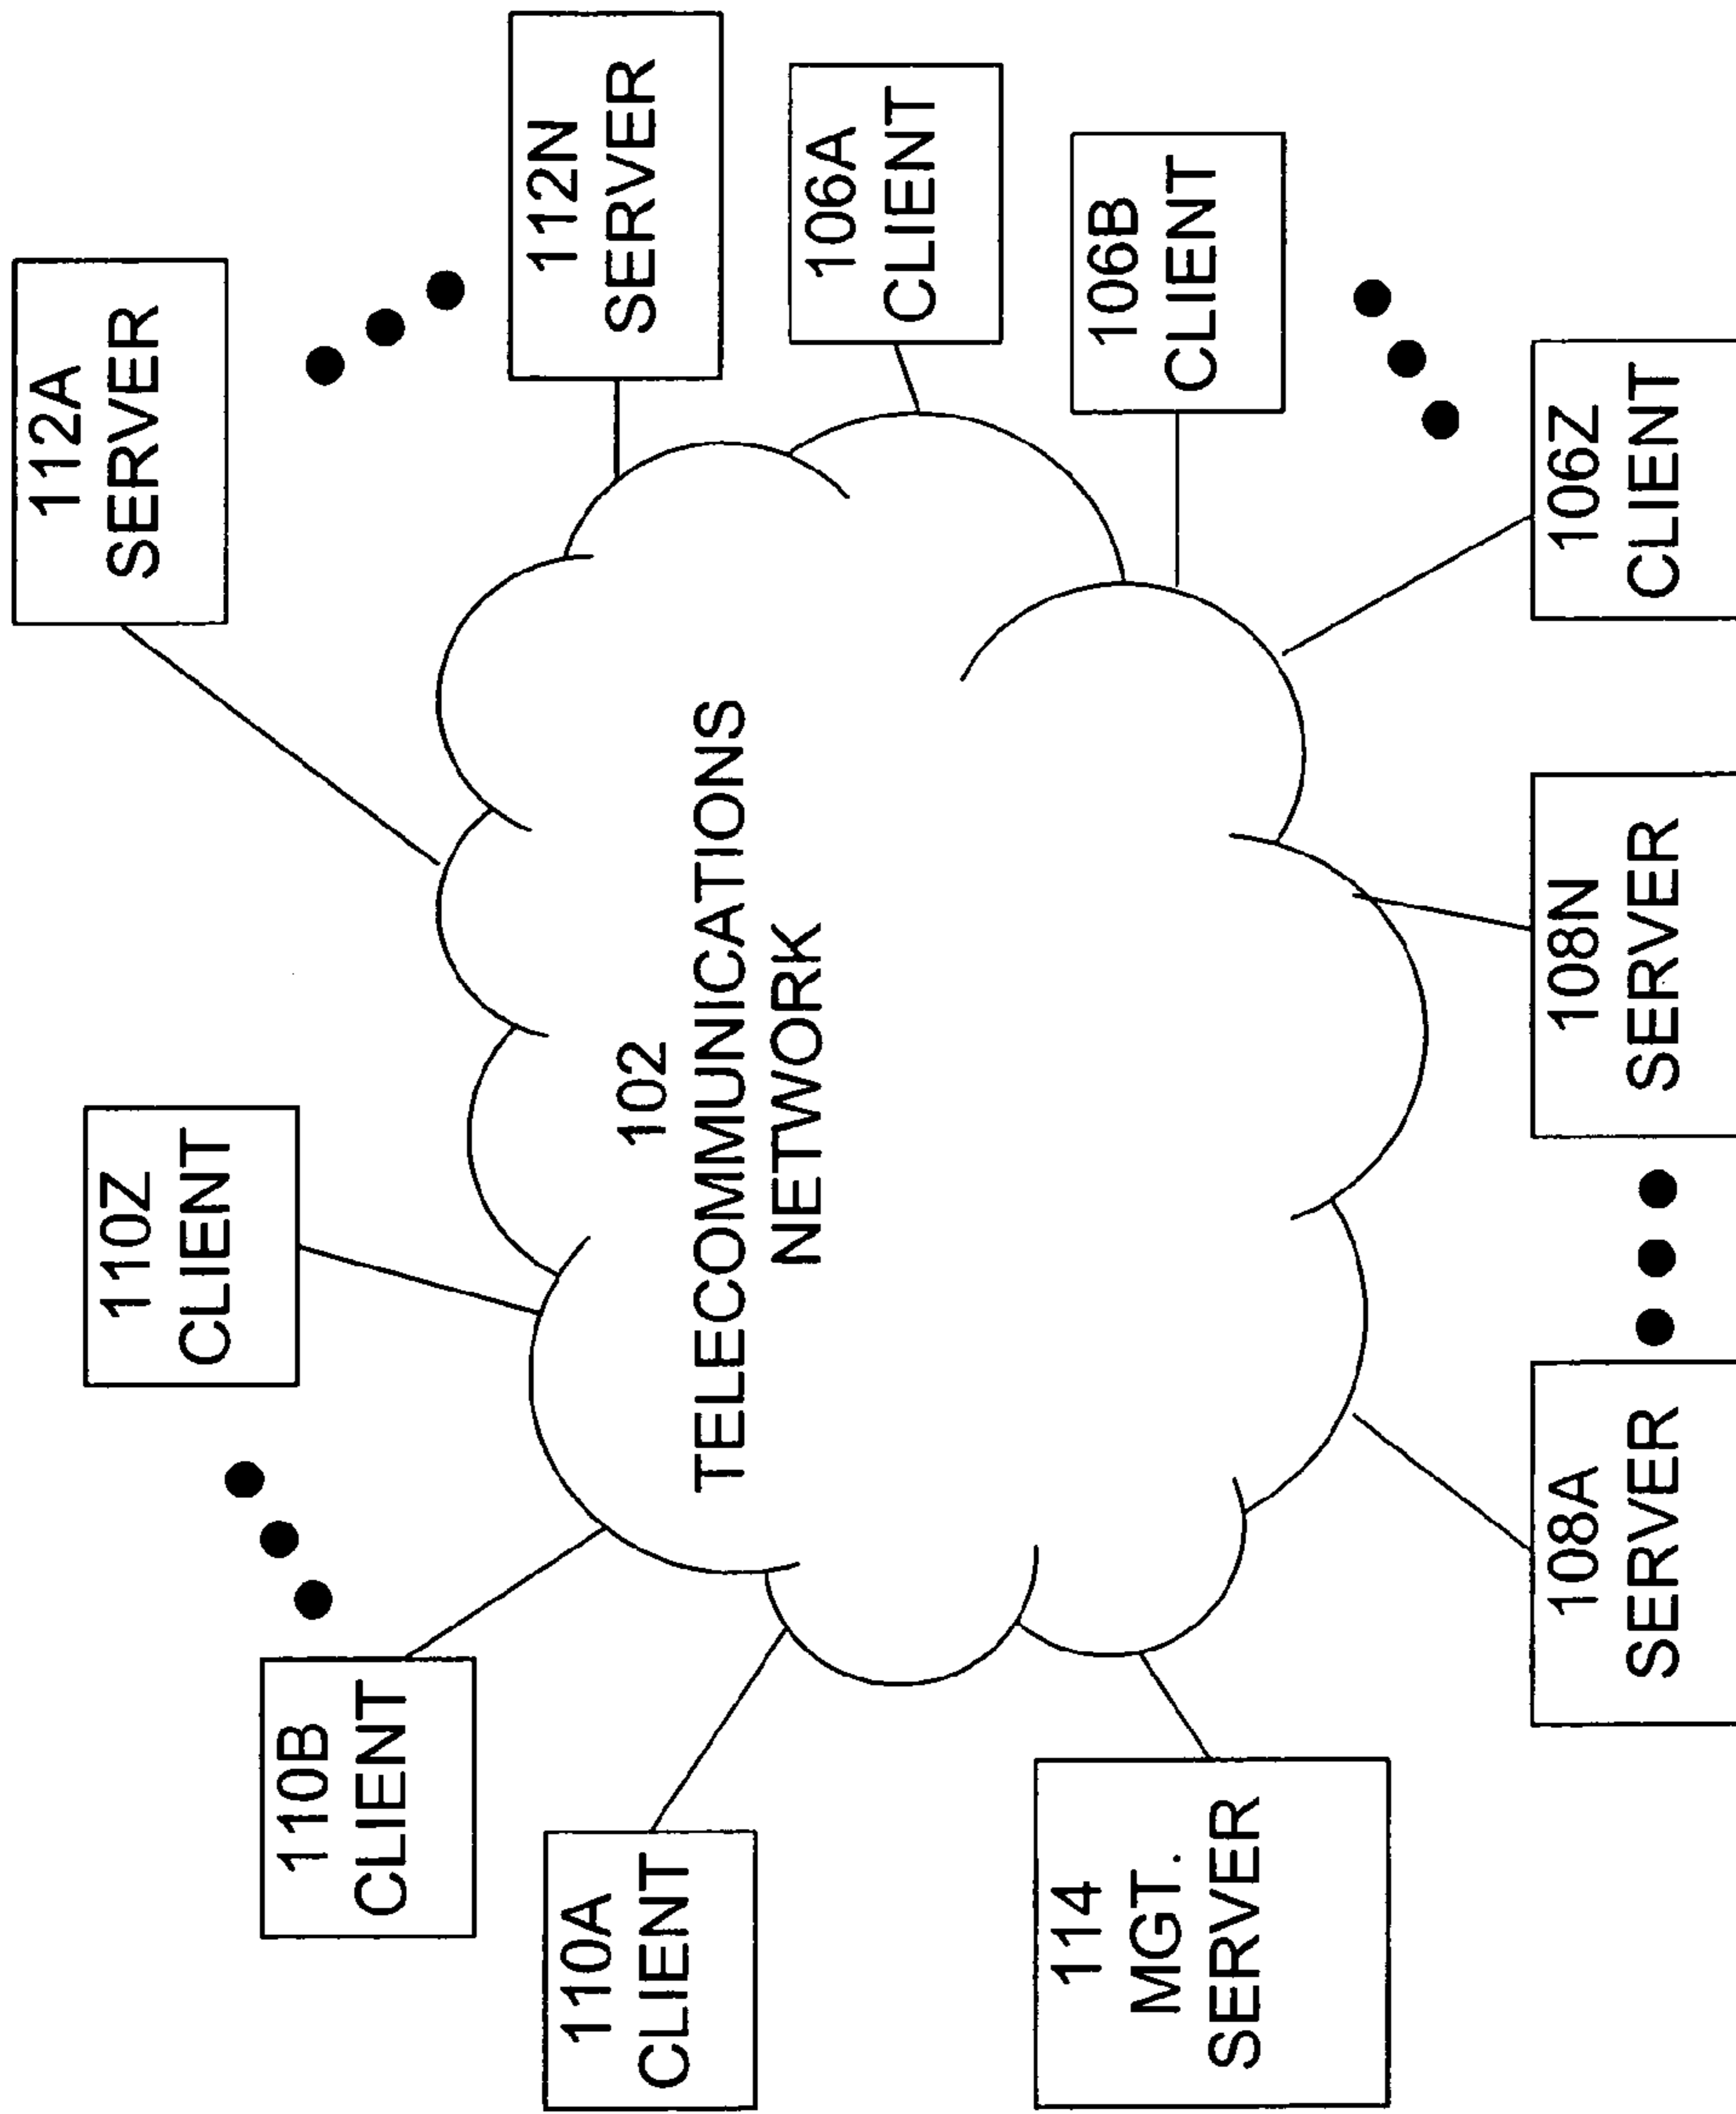 110B
CLIENT
110Z
CLIENT
112A
SERVER
110A
CLIENT
112N
SERVER
102
TELECOMMUNICATIONS
NETWORK
106A
CLIENT
114
MGT.
SERVER
106B
CLIENT
108A
SERVER
108N
SERVER
106Z
CLIENT